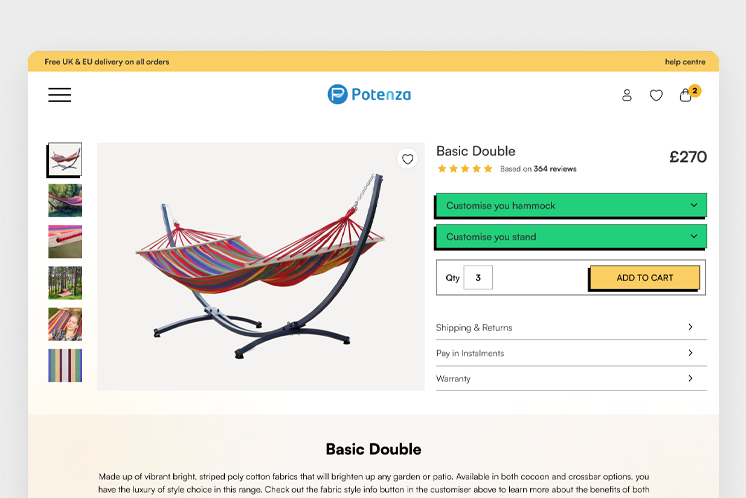 Free UK & EU delivery on all orders
help centre
Potenza
2
Basic Double
£270
Based on 364 reviews
Customise you hammock
Customise you stand
Qty 3 ADD TO CART
Shipping & Returns
Pay in Instalments
Warranty
Basic Double
Made up of vibrant bright, striped poly cotton fabrics that will brighten up any garden or patio. Available in both cocoon and crossbar options, you
have the luxury of style choice in this range. Check out the fabric style info button in the customiser above to learn more about the benefits of both